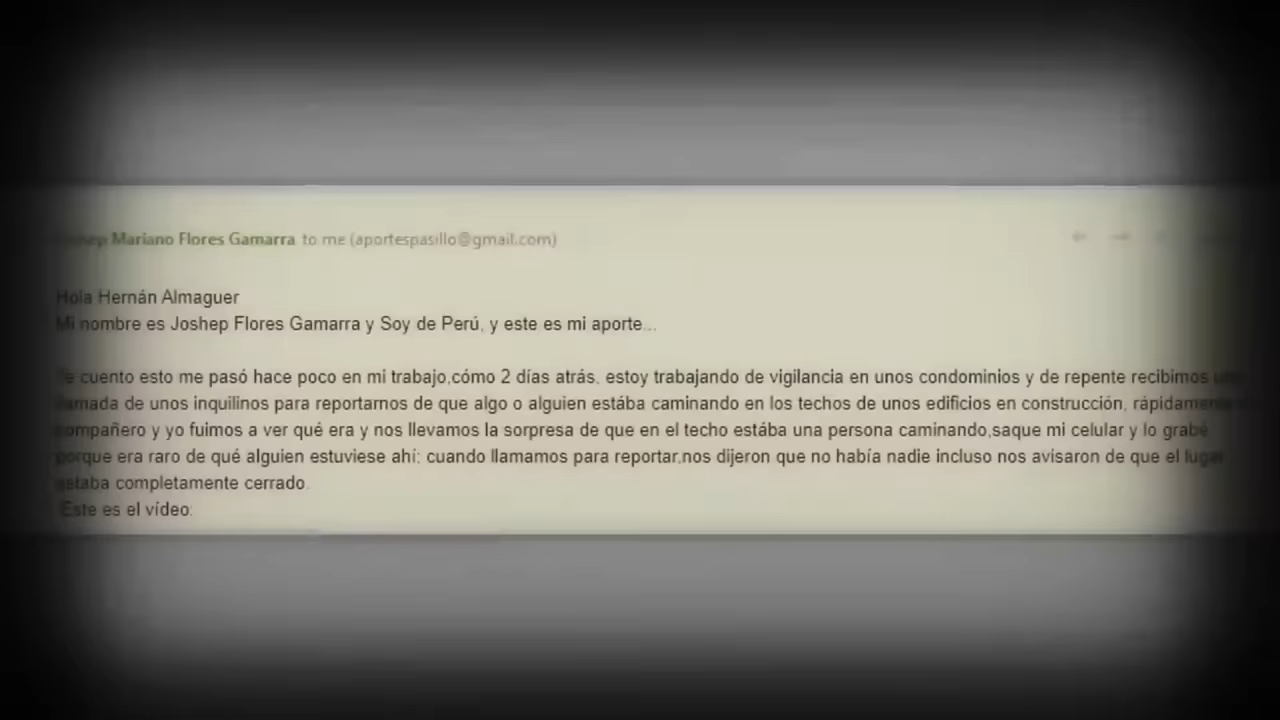 Joshep Mariano Flores Gamarra to me (aportespasillo@gmail.com)
Hola Hernán Almaguer
Mi nombre es Joshep Flores Gamarra y Soy de Perú, y este es mi aporte...
Te cuento esto me pasó hace poco en mi trabajo,cómo 2 días atrás, estoy trabajando de vigilancia en unos condominios y de repente recibimos
llamada de unos inquilinos para reportarnos de que algo o alguien estába caminando en los techos de unos edificios en construcción,
compañero y yo fuimos a ver qué era y nos llevamos la sorpresa de que en el techo estába una persona caminando,saque mi celular y lo grabé
porque era raro de qué alguien estuviese ahí; cuando llamamos para reportar,nos dijeron que no había nadie incluso nos avisaron de que el lugar
estaba completamente cerrado.
Este es el vídeo: